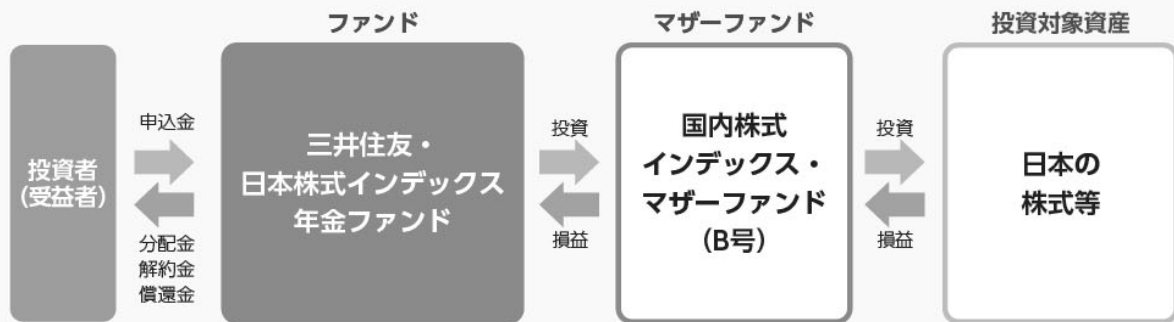 ファンド
マザーファンド
投資対象資産
投資者
(受益者)
申込金
分配金
解約金
償還金
三井住友・
日本株式インデックス
年金ファンド
投資
損益
国内株式
インデックス・
マザーファンド
(B号)
投資
損益
日本の
株式等